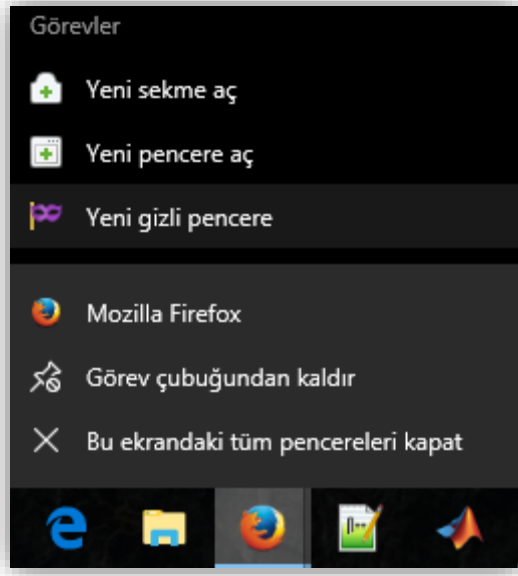 Görevler
Yeni sekme aç
Yeni pencere aç
Yeni gizli pencere
Mozilla Firefox
Görev çubuğundan kaldır
Bu ekrandaki tüm pencereleri kapat